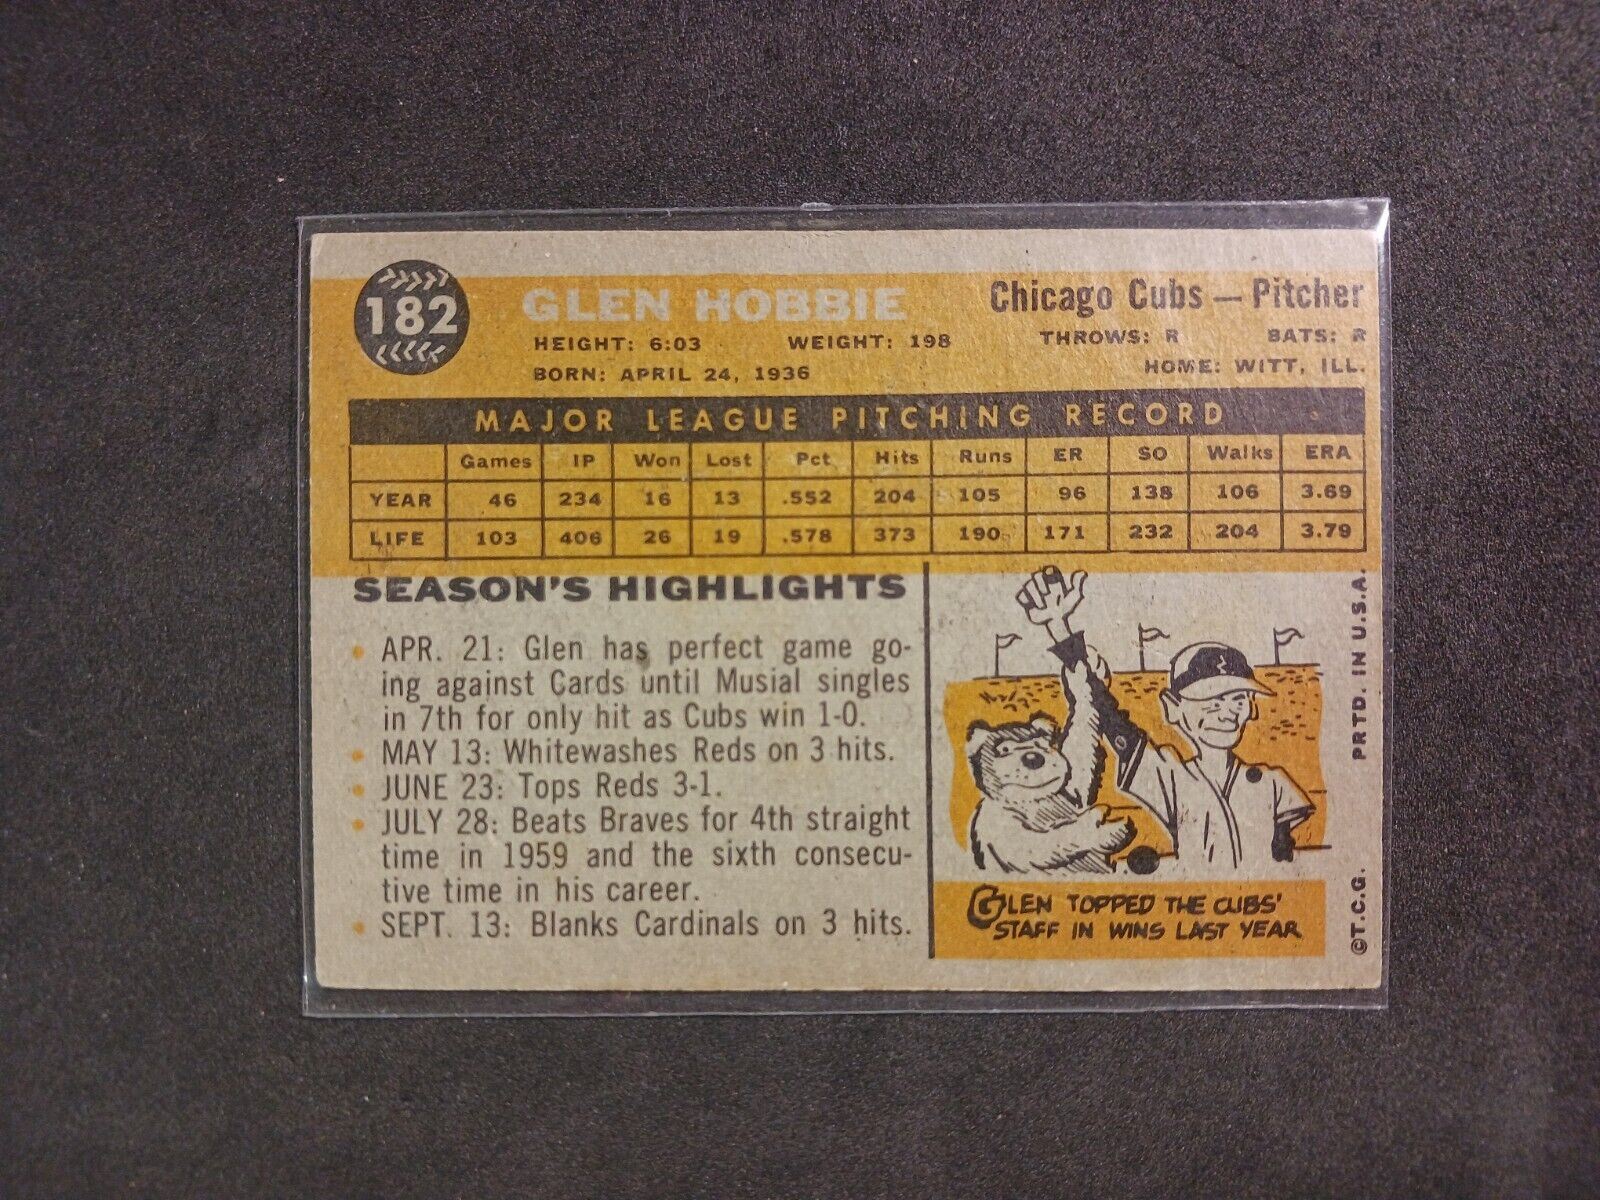 182
GLEN HOBBIE
Chicago Cubs — Pitcher
HEIGHT: 6:03 WEIGHT: 198 THROWS: R BATS: R
BORN: APRIL 24, 1936 HOME: WITT, ILL.
MAJOR LEAGUE PITCHING RECORD
Games IP Won Lost Pct Hits Runs ER SO Walks ERA
YEAR 46 234 16 13 .552 204 105 96 138 106 3.69
LIFE 103 406 26 19 .578 373 190 171 232 204 3.79
SEASON'S HIGHLIGHTS
• APR. 21: Glen has perfect game go-
ing against Cards until Musial singles
in 7th for only hit as Cubs win 1-0.
• MAY 13: Whitewashes Reds on 3 hits.
• JUNE 23: Tops Reds 3-1.
• JULY 28: Beats Braves for 4th straight
time in 1959 and the sixth consecu-
tive time in his career.
• SEPT. 13: Blanks Cardinals on 3 hits.
GLEN TOPPED THE CUBS'
STAFF IN WINS LAST YEAR
©T.C.G. PRTD. IN U.S.A.